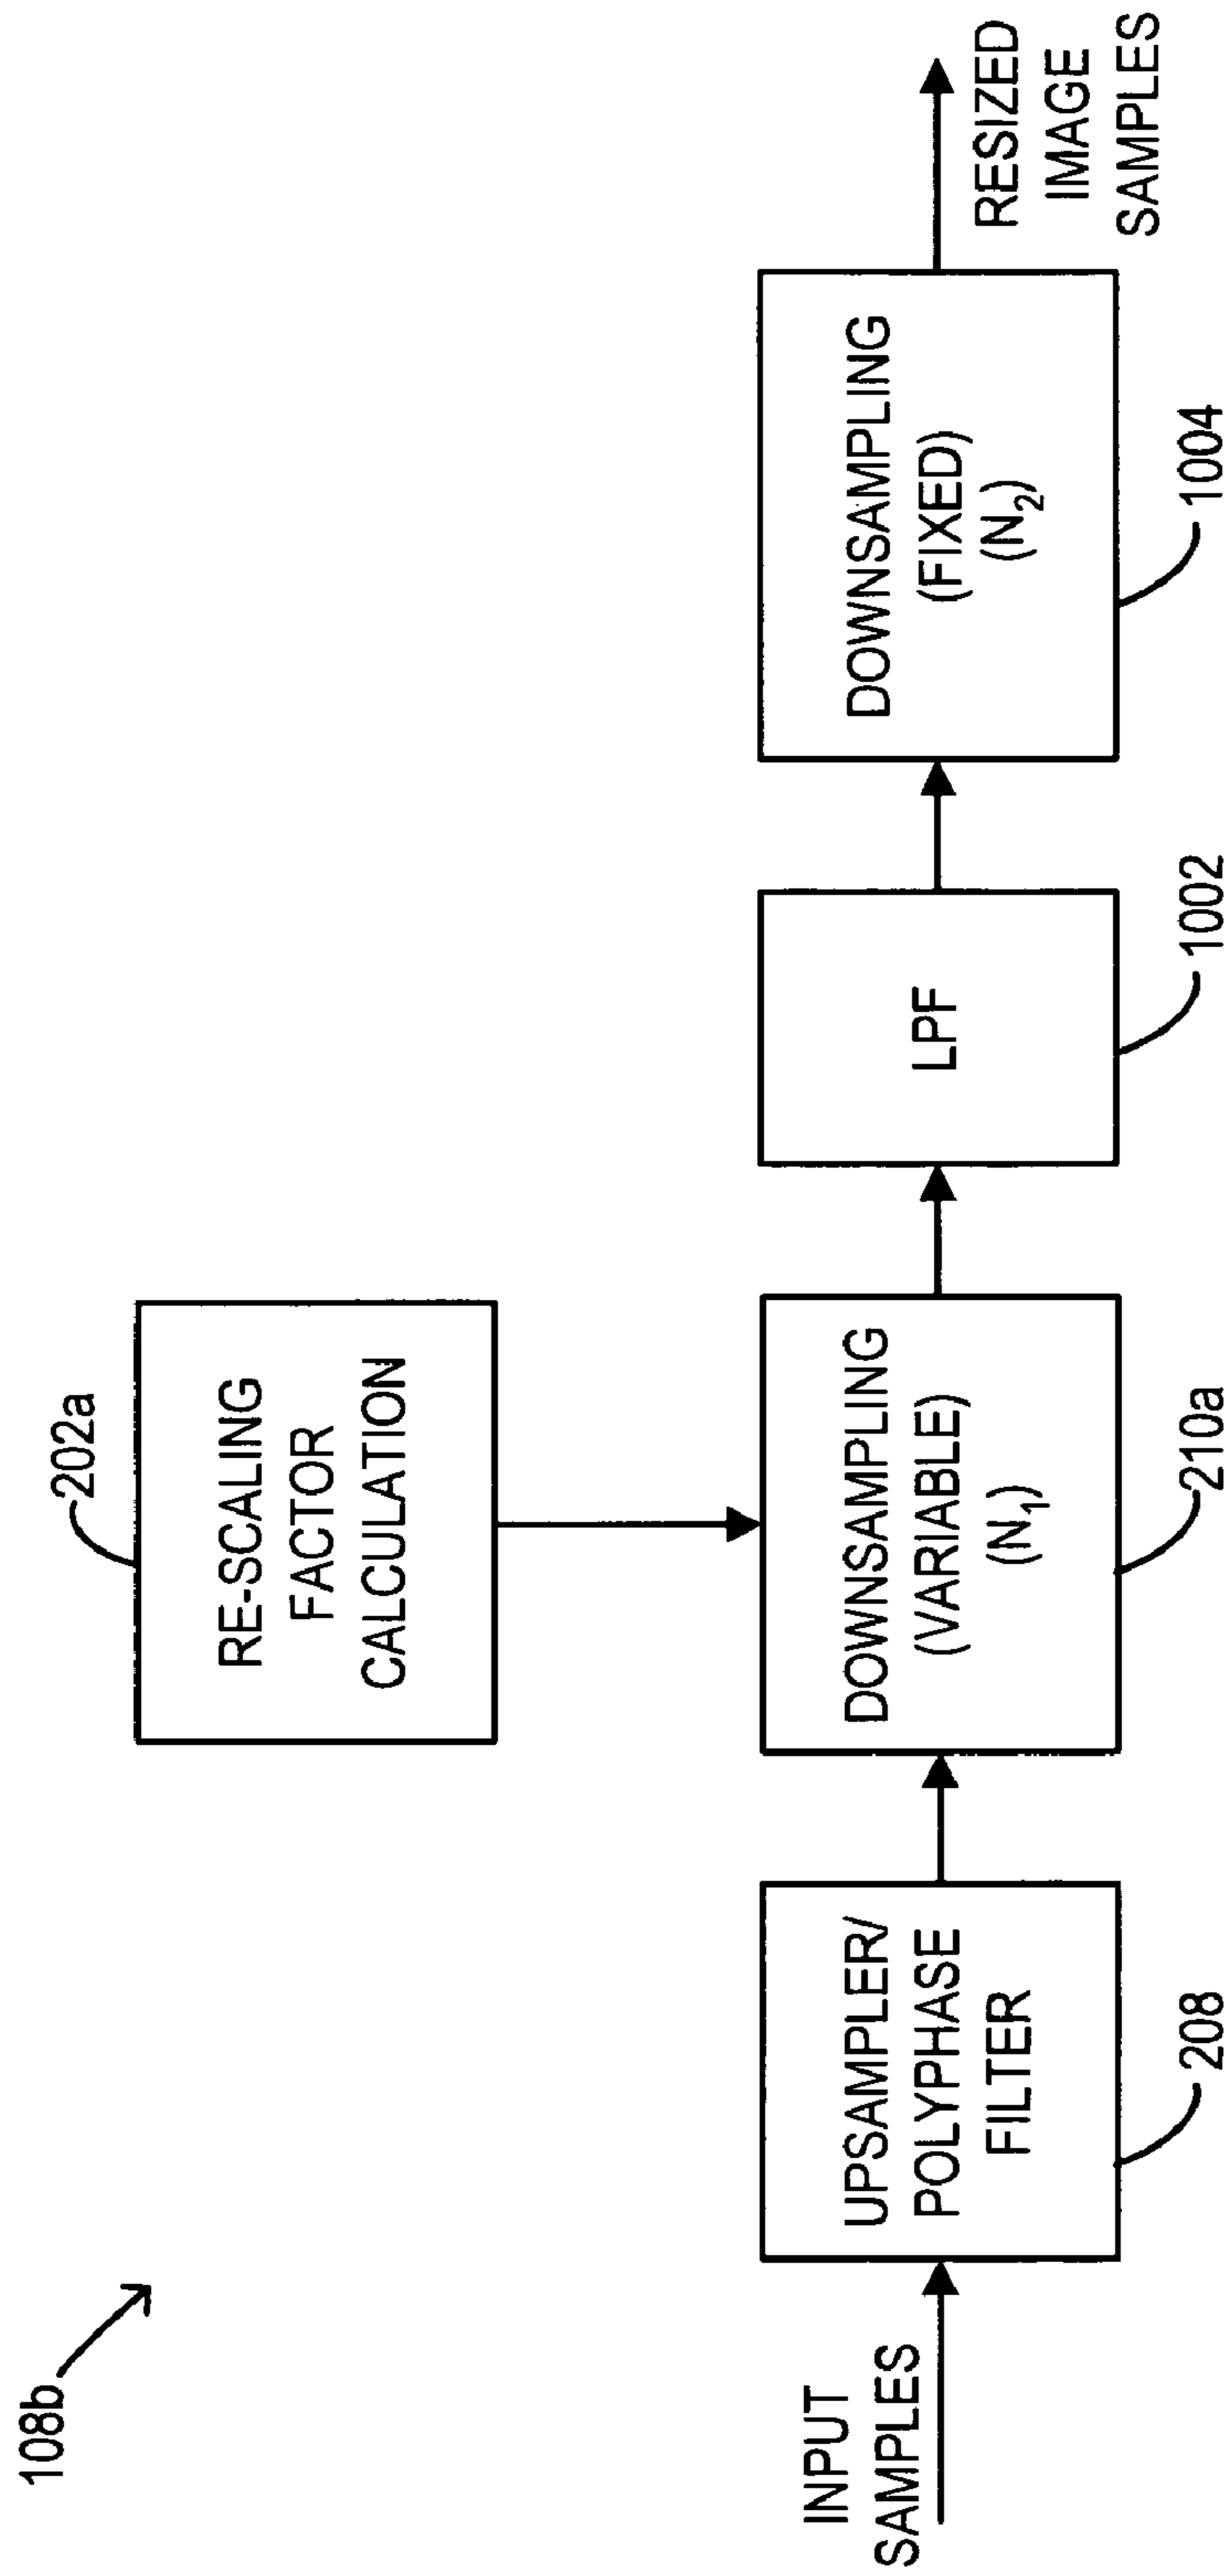 108b
202a
RE-SCALING
FACTOR
CALCULATION
INPUT
SAMPLES
UPSAMPLER/
POLYPHASE
FILTER
208
DOWNSAMPLING
(VARIABLE)
(N₁)
210a
LPF
1002
DOWNSAMPLING
(FIXED)
(N₂)
1004
RESIZED
IMAGE
SAMPLES